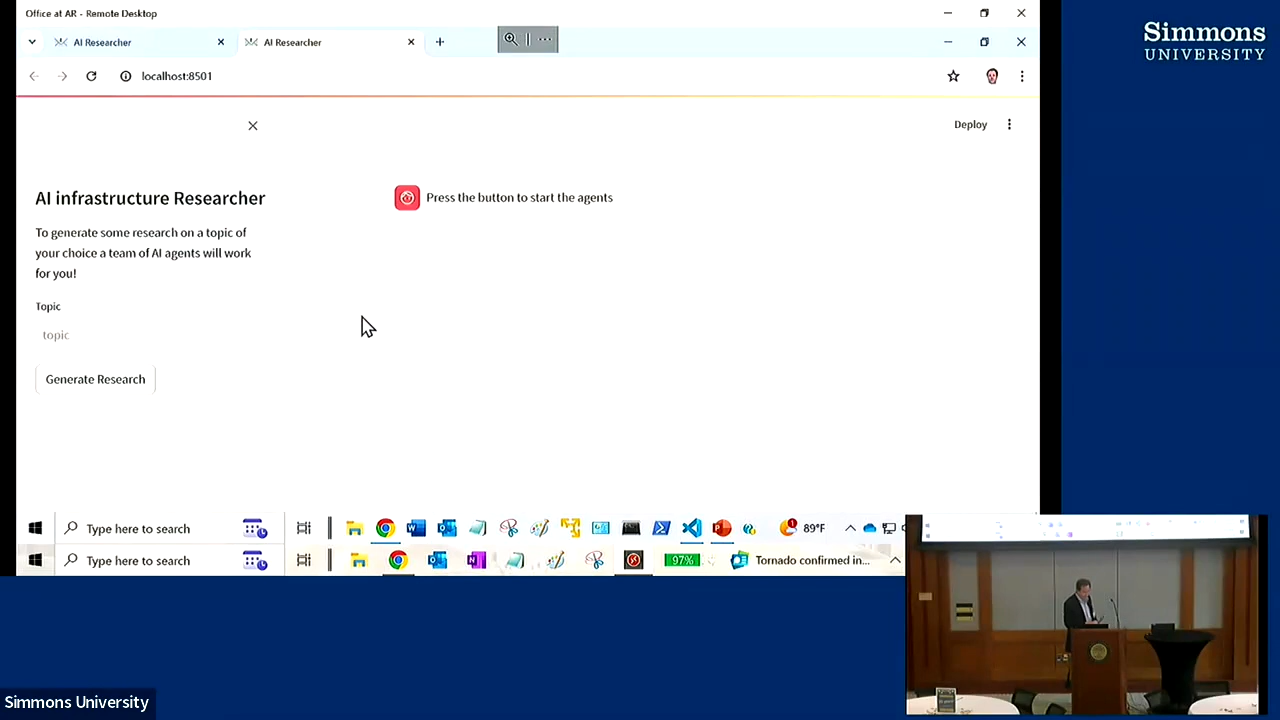 Office at AR - Remote Desktop
Simmons
UNIVERSITY
AI Researcher
AI Researcher
localhost:8501
Deploy
AI infrastructure Researcher
Press the button to start the agents
To generate some research on a topic of
your choice a team of AI agents will work
for you!
Topic
topic
Generate Research
Type here to search
1
89°F
Type here to search
97%
Tornado confirmed in...
Simmons University